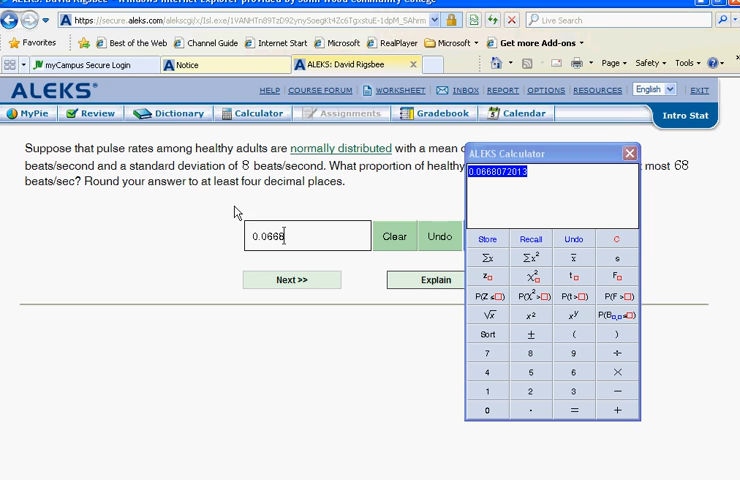 ALEKS: David Rigsbee - Windows Internet Explorer provided by John Wood Community College
https://secure.aleks.com
Live Search
Favorites Best of the Web Channel Guide Internet Start Microsoft RealPlayer Microsoft Get more Add-ons
myCampus Secure Login Notice ALEKS: David Rigsbee Page Safety Tools
ALEKS HELP | COURSE FORUM WORKSHEET INBOX REPORT OPTIONS RESOURCES English EXIT
MyPie Review Dictionary Calculator Assignments Gradebook Calendar Intro Stat
Suppose that pulse rates among healthy adults are normally distributed with a mean
beats/second and a standard deviation of 8 beats/second. What proportion of healthy most 68
beats/sec? Round your answer to at least four decimal places.
0.0668 Clear Undo
Next >> Explain
ALEKS Calculator
0.0668072013
Store Recall Undo C
Σx Σx² x̄ s
z□ χ²□ t□ F□
P(Z≤□) P(χ²>□) P(t>□) P(F>□)
√x x² xʸ P(B□,□≤□)
Sort ± ( )
7 8 9 ÷
4 5 6 ×
1 2 3 −
0 . = +